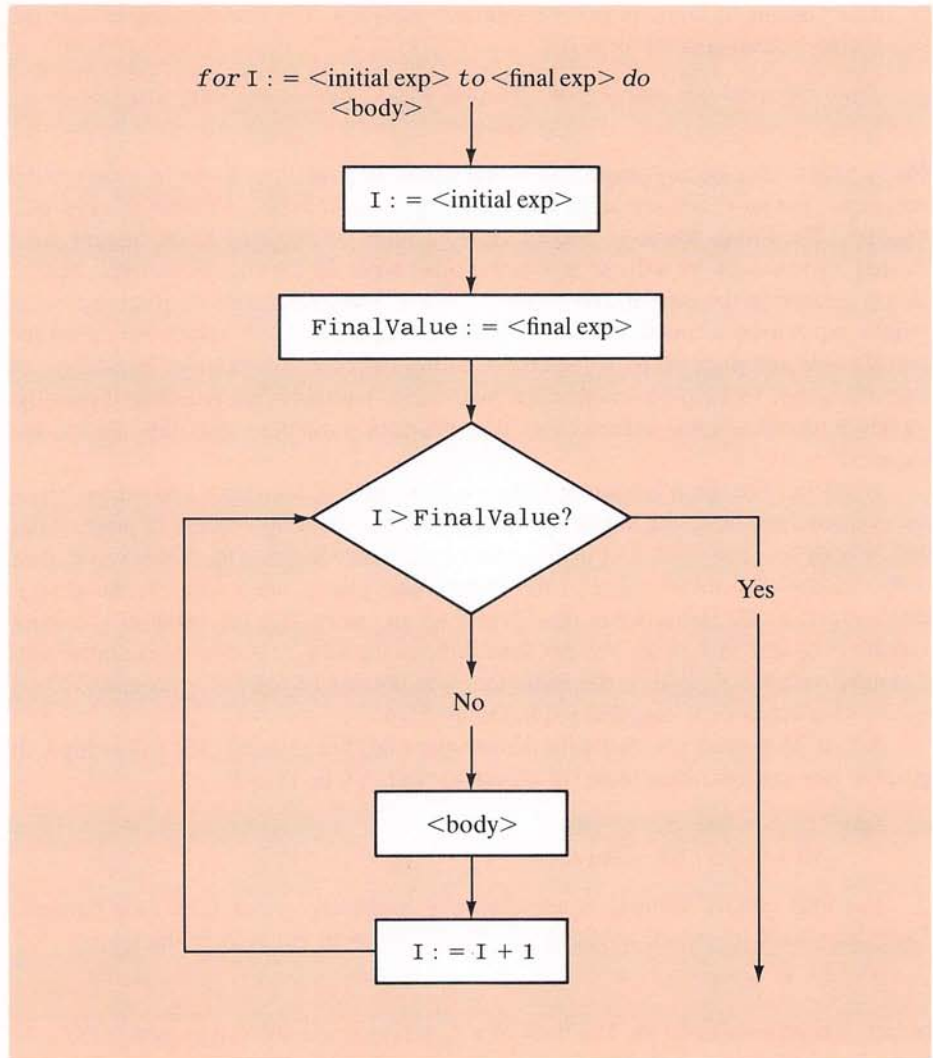 for I : = <initial exp> to <final exp> do
<body>
I : = <initial exp>
FinalValue : = <final exp>
I > FinalValue?
Yes
No
<body>
I : = I + 1